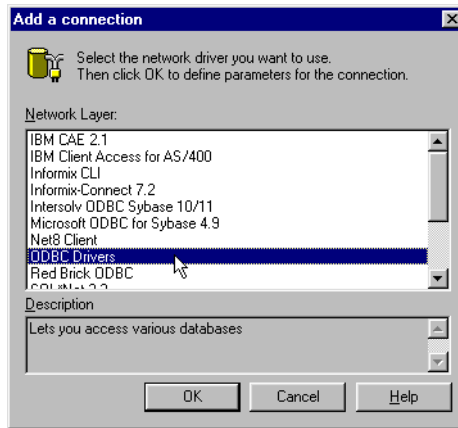 Add a connection
Select the network driver you want to use.
Then click OK to define parameters for the connection.
Network Layer:
IBM CAE 2.1
IBM Client Access for AS/400
Informix CLI
Informix-Connect 7.2
Intersolv ODBC Sybase 10/11
Microsoft ODBC for Sybase 4.9
Net8 Client
ODBC Drivers
Red Brick ODBC
Description
Lets you access various databases
OK
Cancel
Help